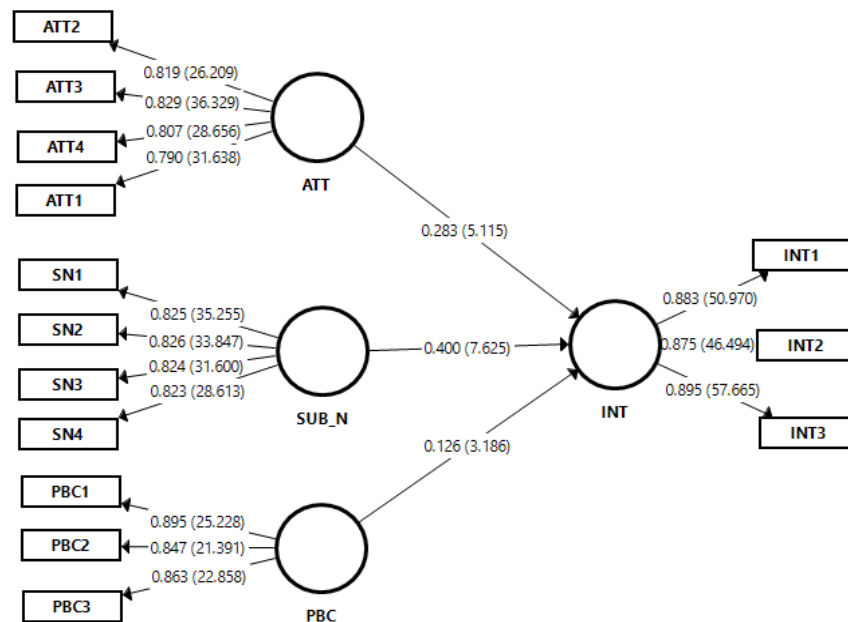 ATT2
0.819 (26.209)
ATT3
0.829 (36.329)
ATT4
0.807 (28.656)
0.790 (31.638)
ATT1
ATT
0.283 (5.115)
SN1
0.825 (35.255)
SN2
0.826 (33.847)
SN3
0.824 (31.600)
0.823 (28.613)
SN4
SUB_N
0.400 (7.625)
INT1
0.883 (50.970)
0.875 (46.494)
INT2
0.895 (57.665)
INT3
INT
0.126 (3.186)
PBC1
0.895 (25.228)
PBC2
0.847 (21.391)
0.863 (22.858)
PBC3
PBC